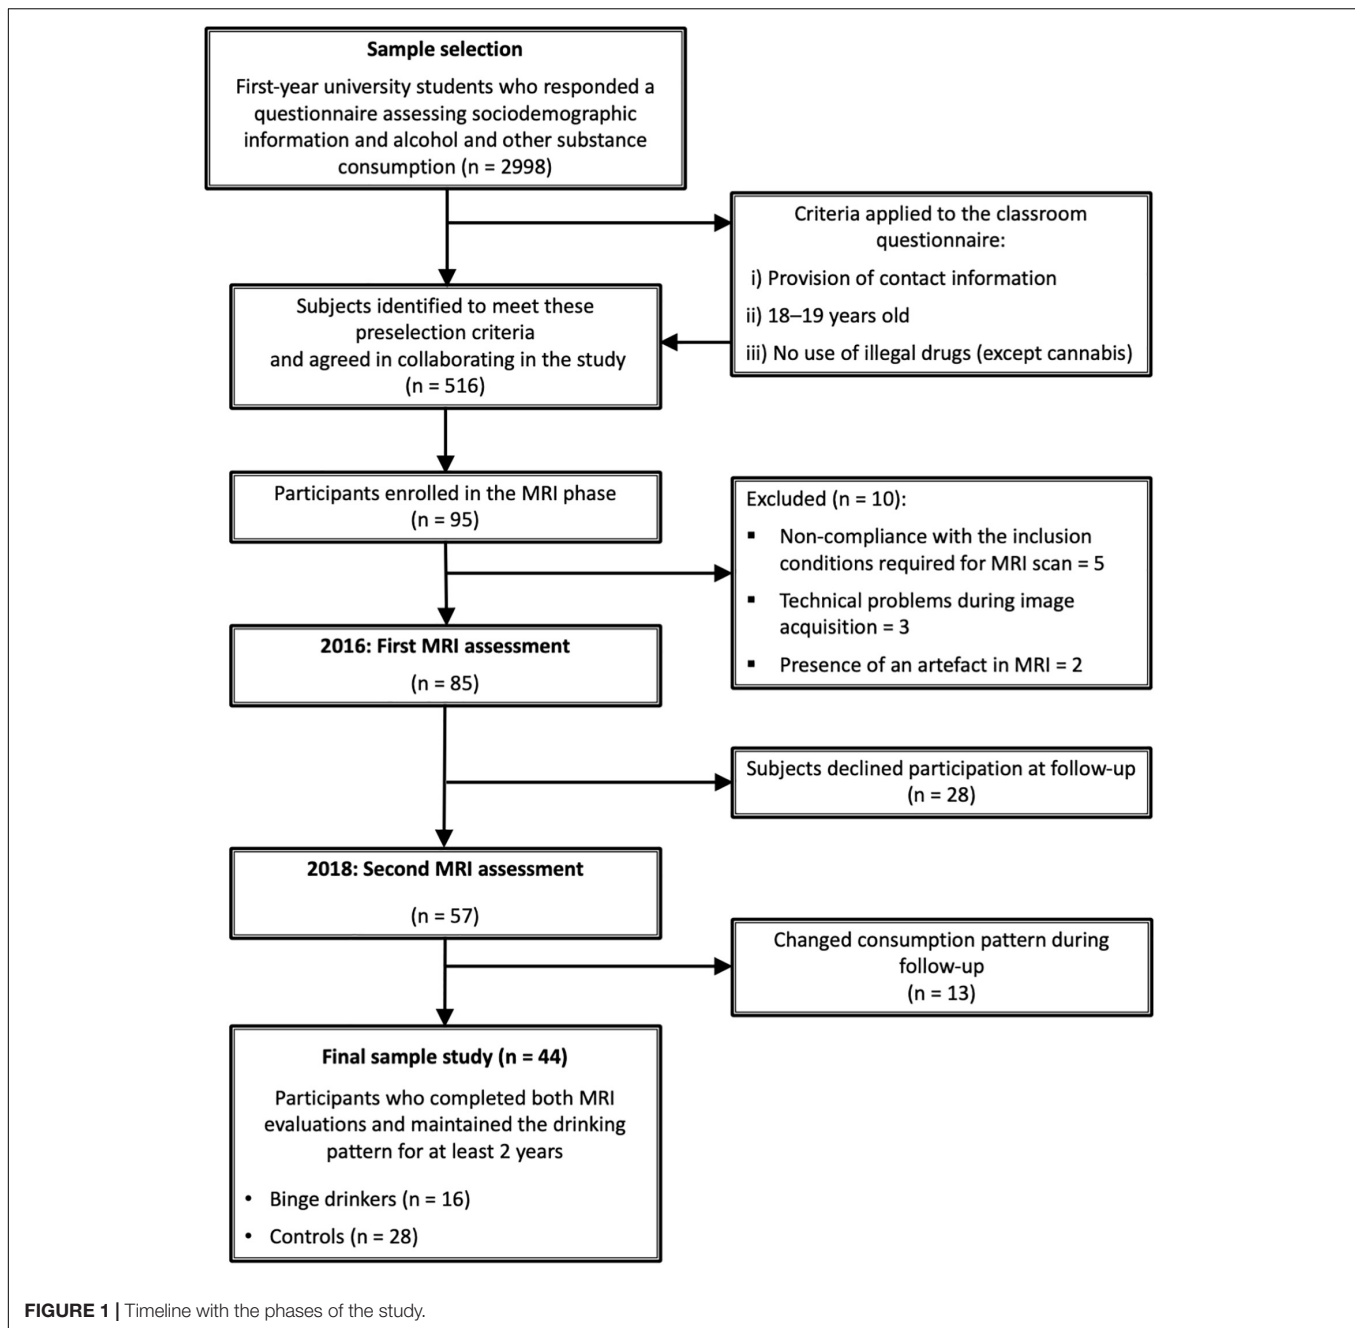 Sample selection
First-year university students who responded a
questionnaire assessing sociodemographic
information and alcohol and other substance
consumption (n = 2998)
Criteria applied to the classroom
questionnaire:
i) Provision of contact information
ii) 18–19 years old
iii) No use of illegal drugs (except cannabis)
Subjects identified to meet these
preselection criteria
and agreed in collaborating in the study
(n = 516)
Participants enrolled in the MRI phase
(n = 95)
Excluded (n = 10):
▪ Non-compliance with the inclusion
conditions required for MRI scan = 5
▪ Technical problems during image
acquisition = 3
▪ Presence of an artefact in MRI = 2
2016: First MRI assessment
(n = 85)
Subjects declined participation at follow-up
(n = 28)
2018: Second MRI assessment
(n = 57)
Changed consumption pattern during
follow-up
(n = 13)
Final sample study (n = 44)
Participants who completed both MRI
evaluations and maintained the drinking
pattern for at least 2 years
• Binge drinkers (n = 16)
• Controls (n = 28)
FIGURE 1 | Timeline with the phases of the study.